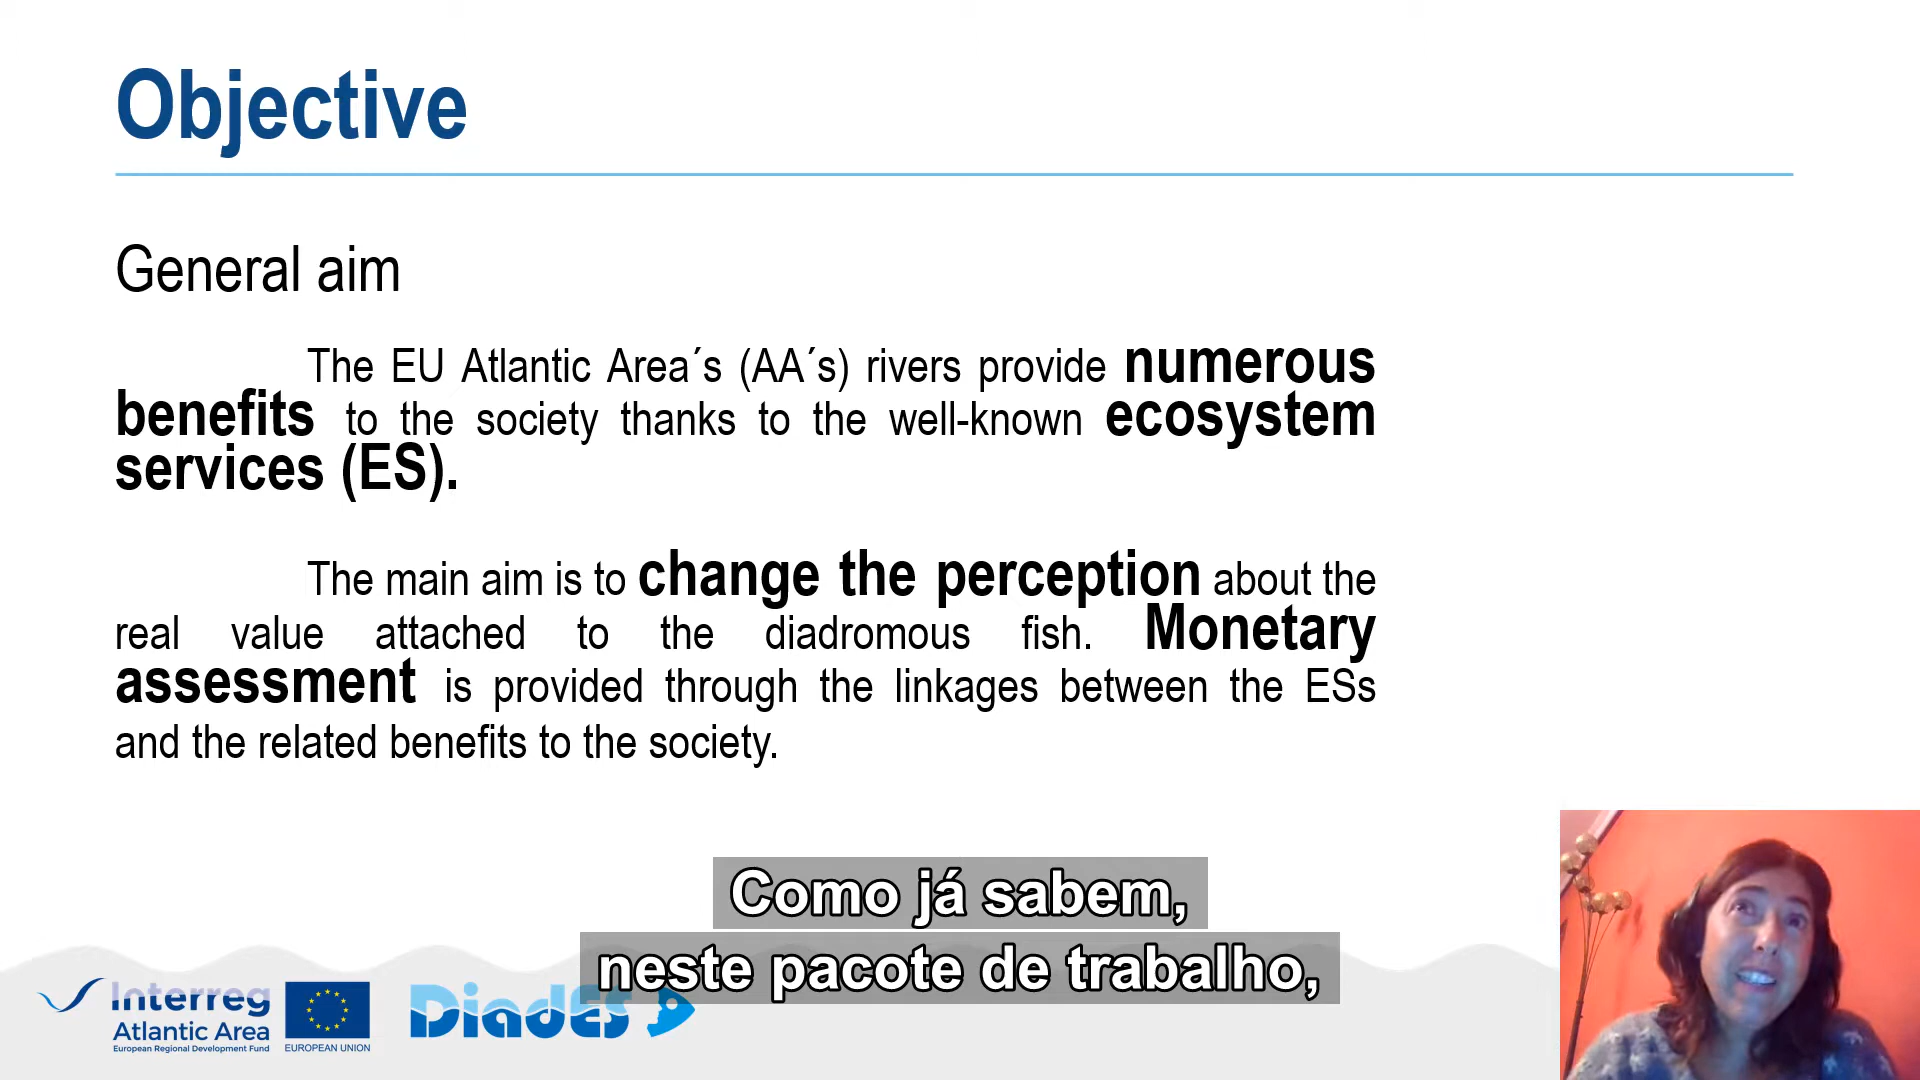 Objective
General aim
The EU Atlantic Area´s (AA´s) rivers provide numerous
benefits to the society thanks to the well-known ecosystem
services (ES).
The main aim is to change the perception about the
real value attached to the diadromous fish. Monetary
assessment is provided through the linkages between the ESs
and the related benefits to the society.
Como já sabem,
neste pacote de trabalho,
Interreg
Atlantic Area
European Regional Development Fund
EUROPEAN UNION
DiadES